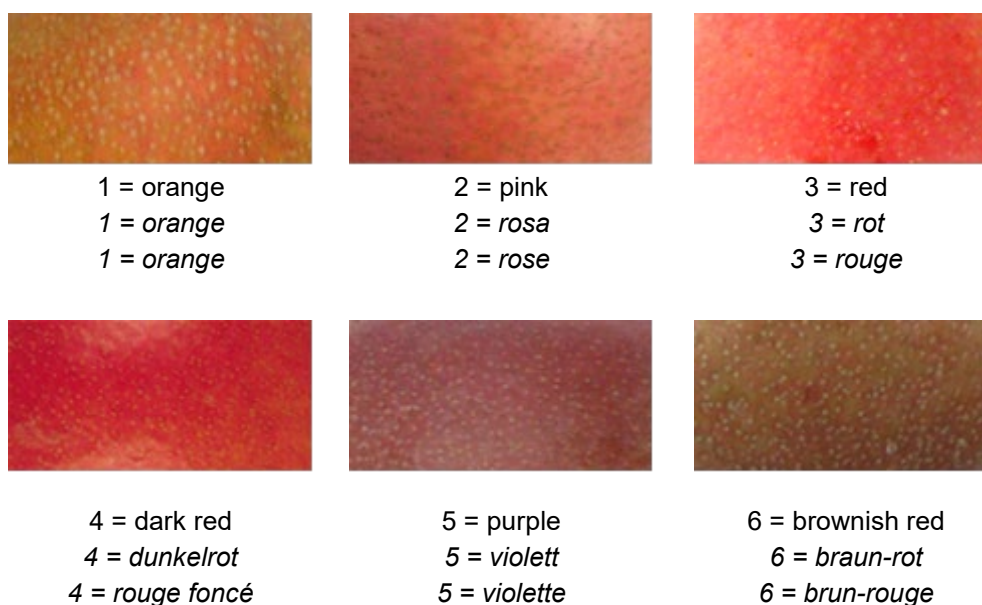 1 = orange
1 = orange
1 = orange
2 = pink
2 = rosa
2 = rose
3 = red
3 = rot
3 = rouge
4 = dark red
4 = dunkelrot
4 = rouge foncé
5 = purple
5 = violett
5 = violette
6 = brownish red
6 = braun-rot
6 = brun-rouge